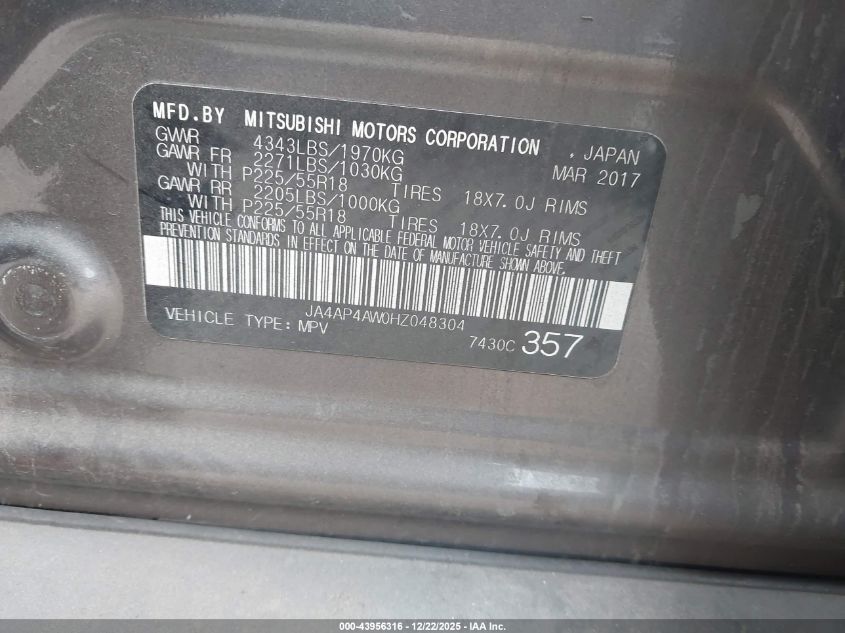 MFD.BY MITSUBISHI MOTORS CORPORATION , JAPAN
GVWR 4343LBS/1970KG MAR 2017
GAWR FR 2271LBS/1030KG
WITH P225/55R18 TIRES 18X7.0J RIMS
GAWR RR 2205LBS/1000KG
WITH P225/55R18 TIRES 18X7.0J RIMS
THIS VEHICLE CONFORMS TO ALL APPLICABLE FEDERAL MOTOR VEHICLE SAFETY AND THEFT
PREVENTION STANDARDS IN EFFECT ON THE DATE OF MANUFACTURE SHOWN ABOVE.
JA4AP4AW0HZ048304
VEHICLE TYPE: MPV 7430C 357
000-43956316 - 12/22/2025 - IAA Inc.